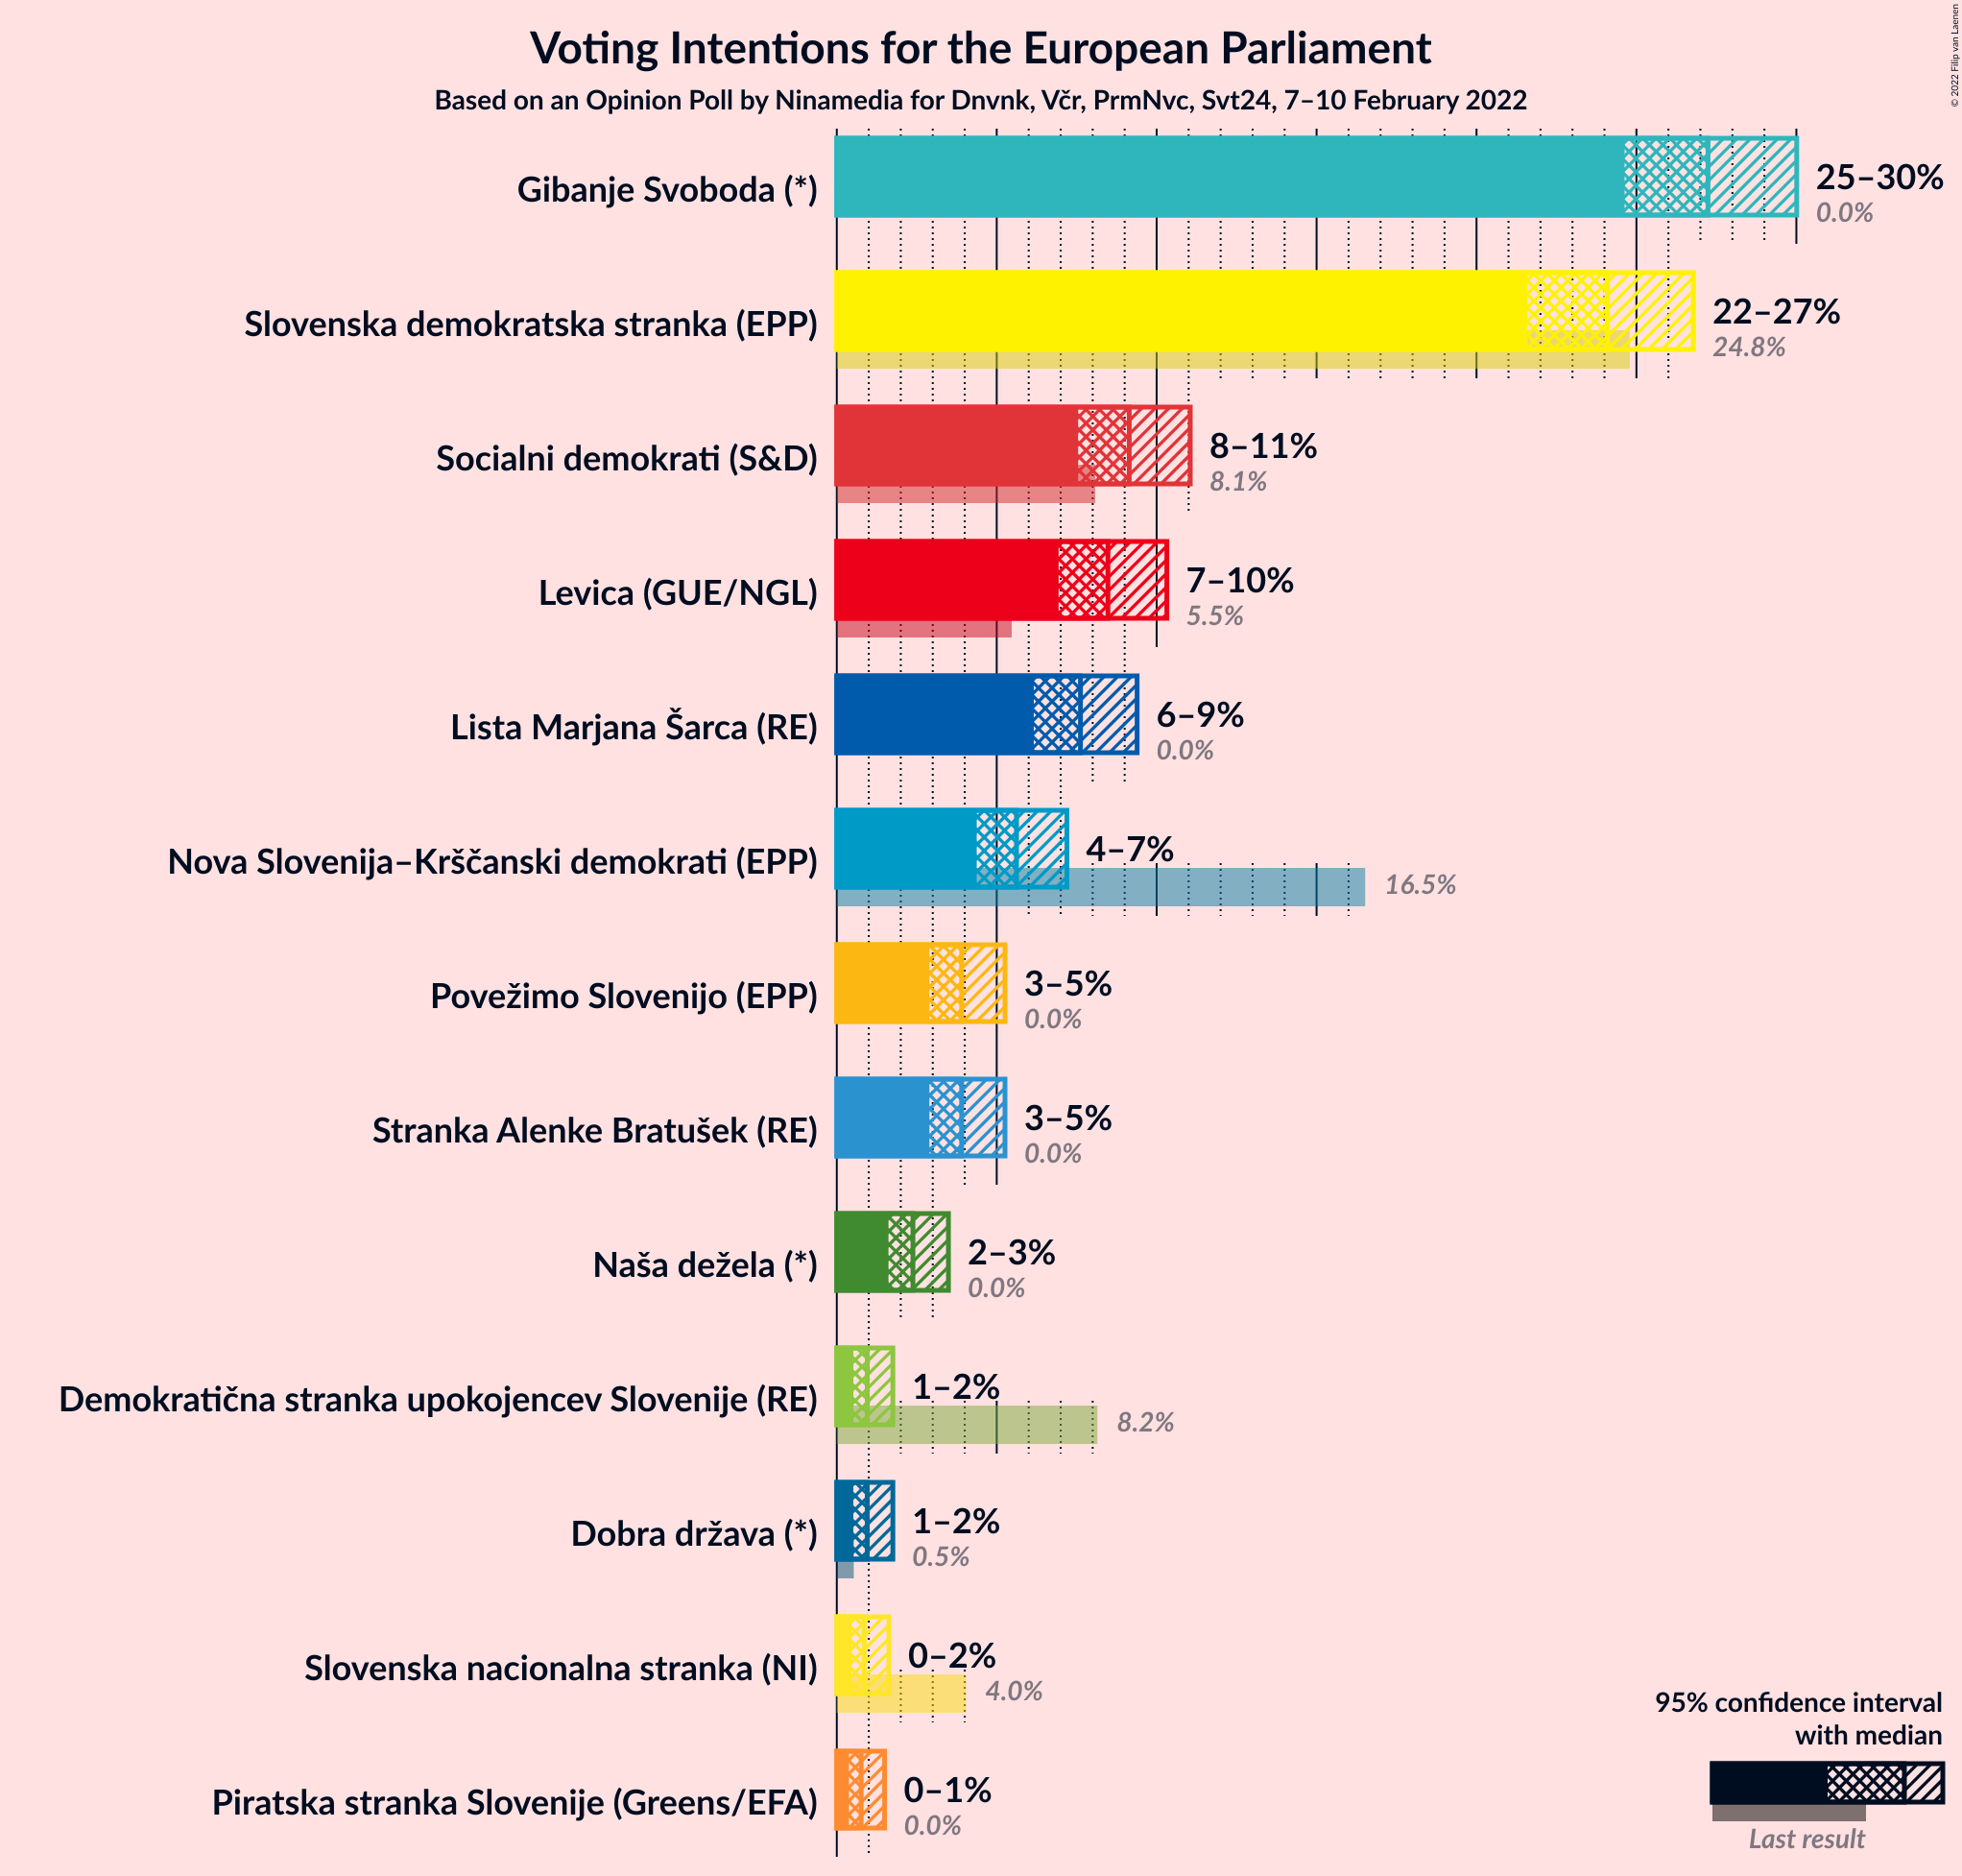 Voting Intentions for the European Parliament
Based on an Opinion Poll by Ninamedia for Dnvnk, Včr, PrmNvc, Svt24, 7–10 February 2022
© 2022 Filip van Laenen
Gibanje Svoboda (*)
25–30%
0.0%
Slovenska demokratska stranka (EPP)
22–27%
24.8%
Socialni demokrati (S&D)
8–11%
8.1%
Levica (GUE/NGL)
7–10%
5.5%
Lista Marjana Šarca (RE)
6–9%
0.0%
Nova Slovenija–Krščanski demokrati (EPP)
4–7%
16.5%
Povežimo Slovenijo (EPP)
3–5%
0.0%
Stranka Alenke Bratušek (RE)
3–5%
0.0%
Naša dežela (*)
2–3%
0.0%
Demokratična stranka upokojencev Slovenije (RE)
1–2%
8.2%
Dobra država (*)
1–2%
0.5%
Slovenska nacionalna stranka (NI)
0–2%
4.0%
Piratska stranka Slovenije (Greens/EFA)
0–1%
0.0%
95% confidence interval
with median
Last result